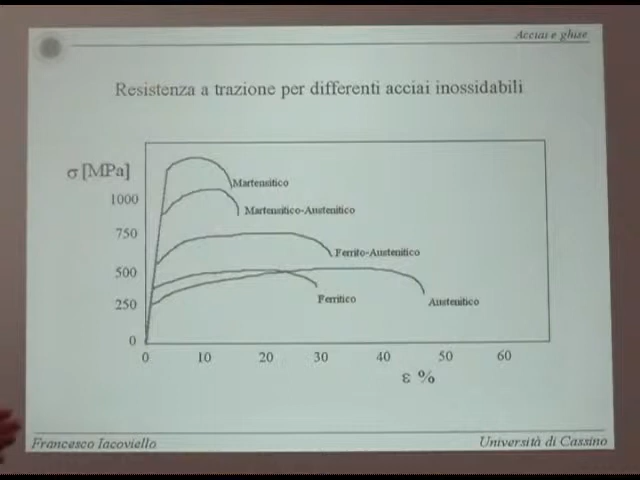 Acciai e ghise
Resistenza a trazione per differenti acciai inossidabili
σ [MPa]
1000
750
500
250
0
Martensitico
Martensitico-Austenitico
Ferrito-Austenitico
Ferritico
Austenitico
0 10 20 30 40 50 60
ε %
Francesco Iacoviello
Università di Cassino